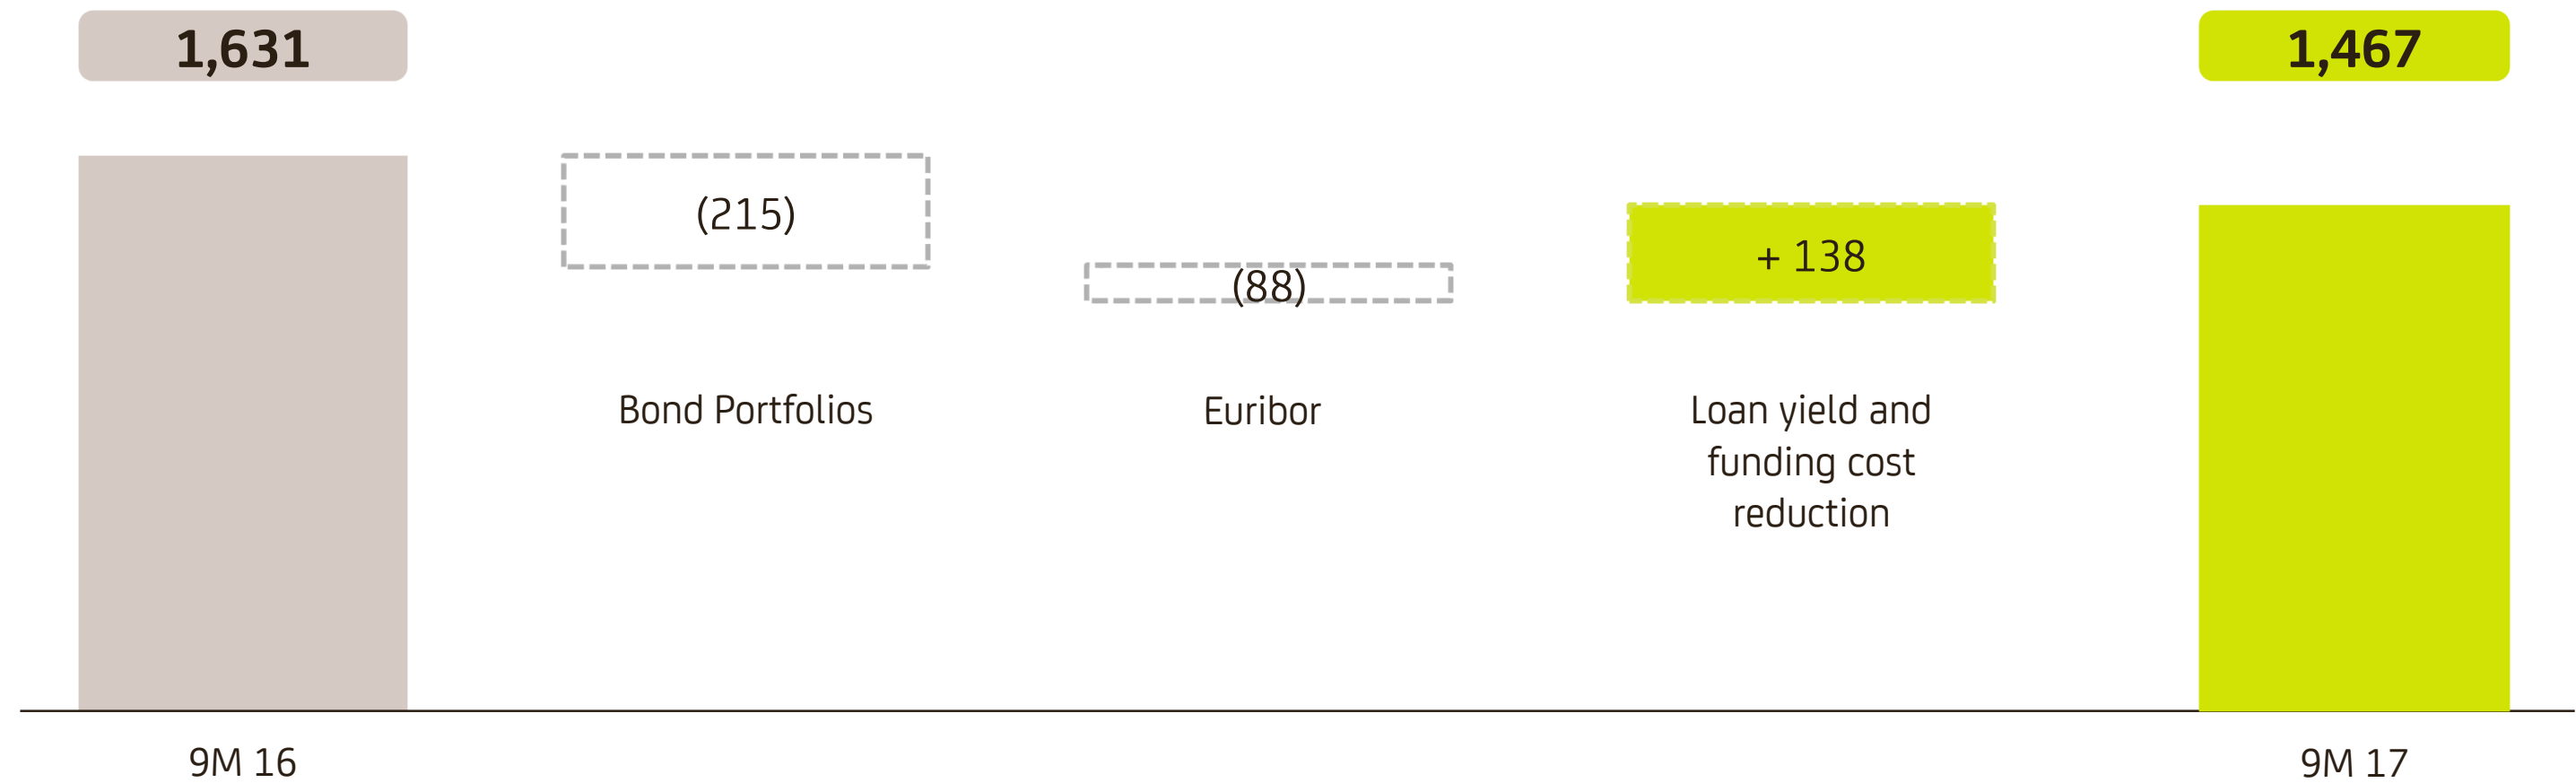 1,631
1,467
(215)
(88)
+ 138
Bond Portfolios
Euribor
Loan yield and
funding cost
reduction
9M 16
9M 17